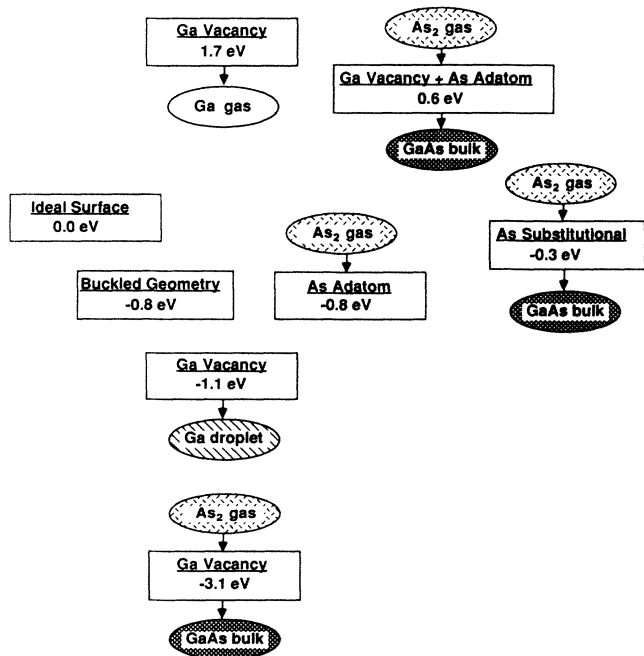 Ga Vacancy
1.7 eV
Ga gas
As₂ gas
Ga Vacancy + As Adatom
0.6 eV
GaAs bulk
Ideal Surface
0.0 eV
As₂ gas
As Substitutional
-0.3 eV
GaAs bulk
As₂ gas
Buckled Geometry
-0.8 eV
As Adatom
-0.8 eV
Ga Vacancy
-1.1 eV
Ga droplet
As₂ gas
Ga Vacancy
-3.1 eV
GaAs bulk